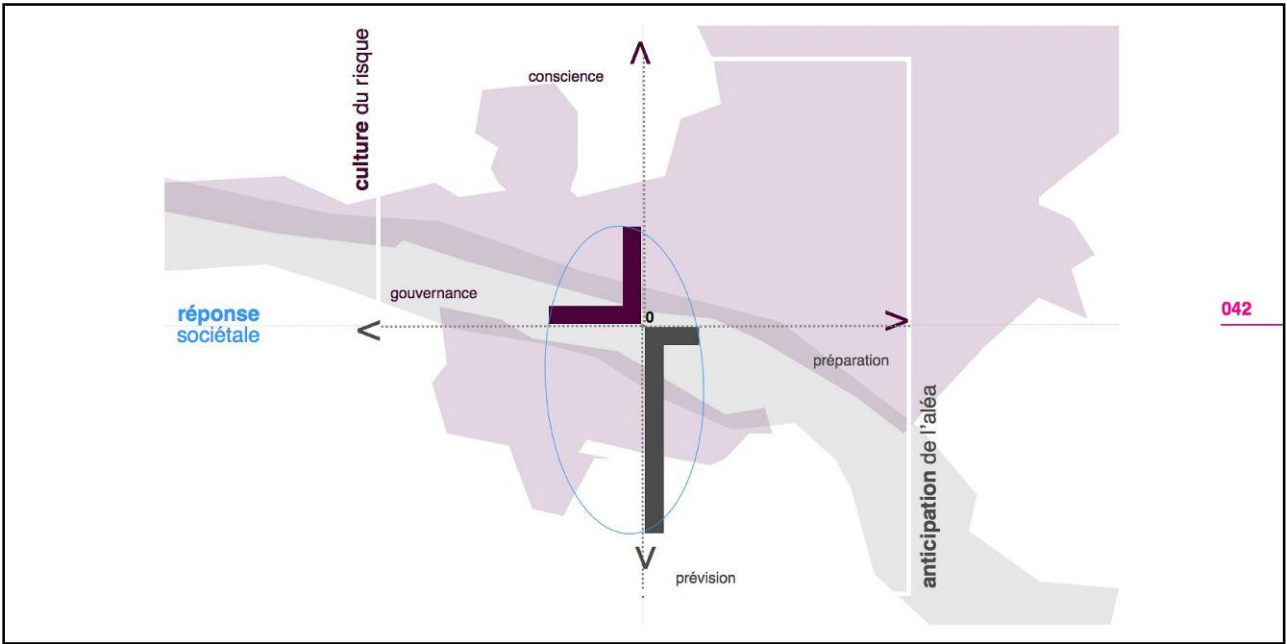 culture du risque
conscience
gouvernance
réponse
sociétale
0
042
préparation
anticipation de l'aléa
prévision